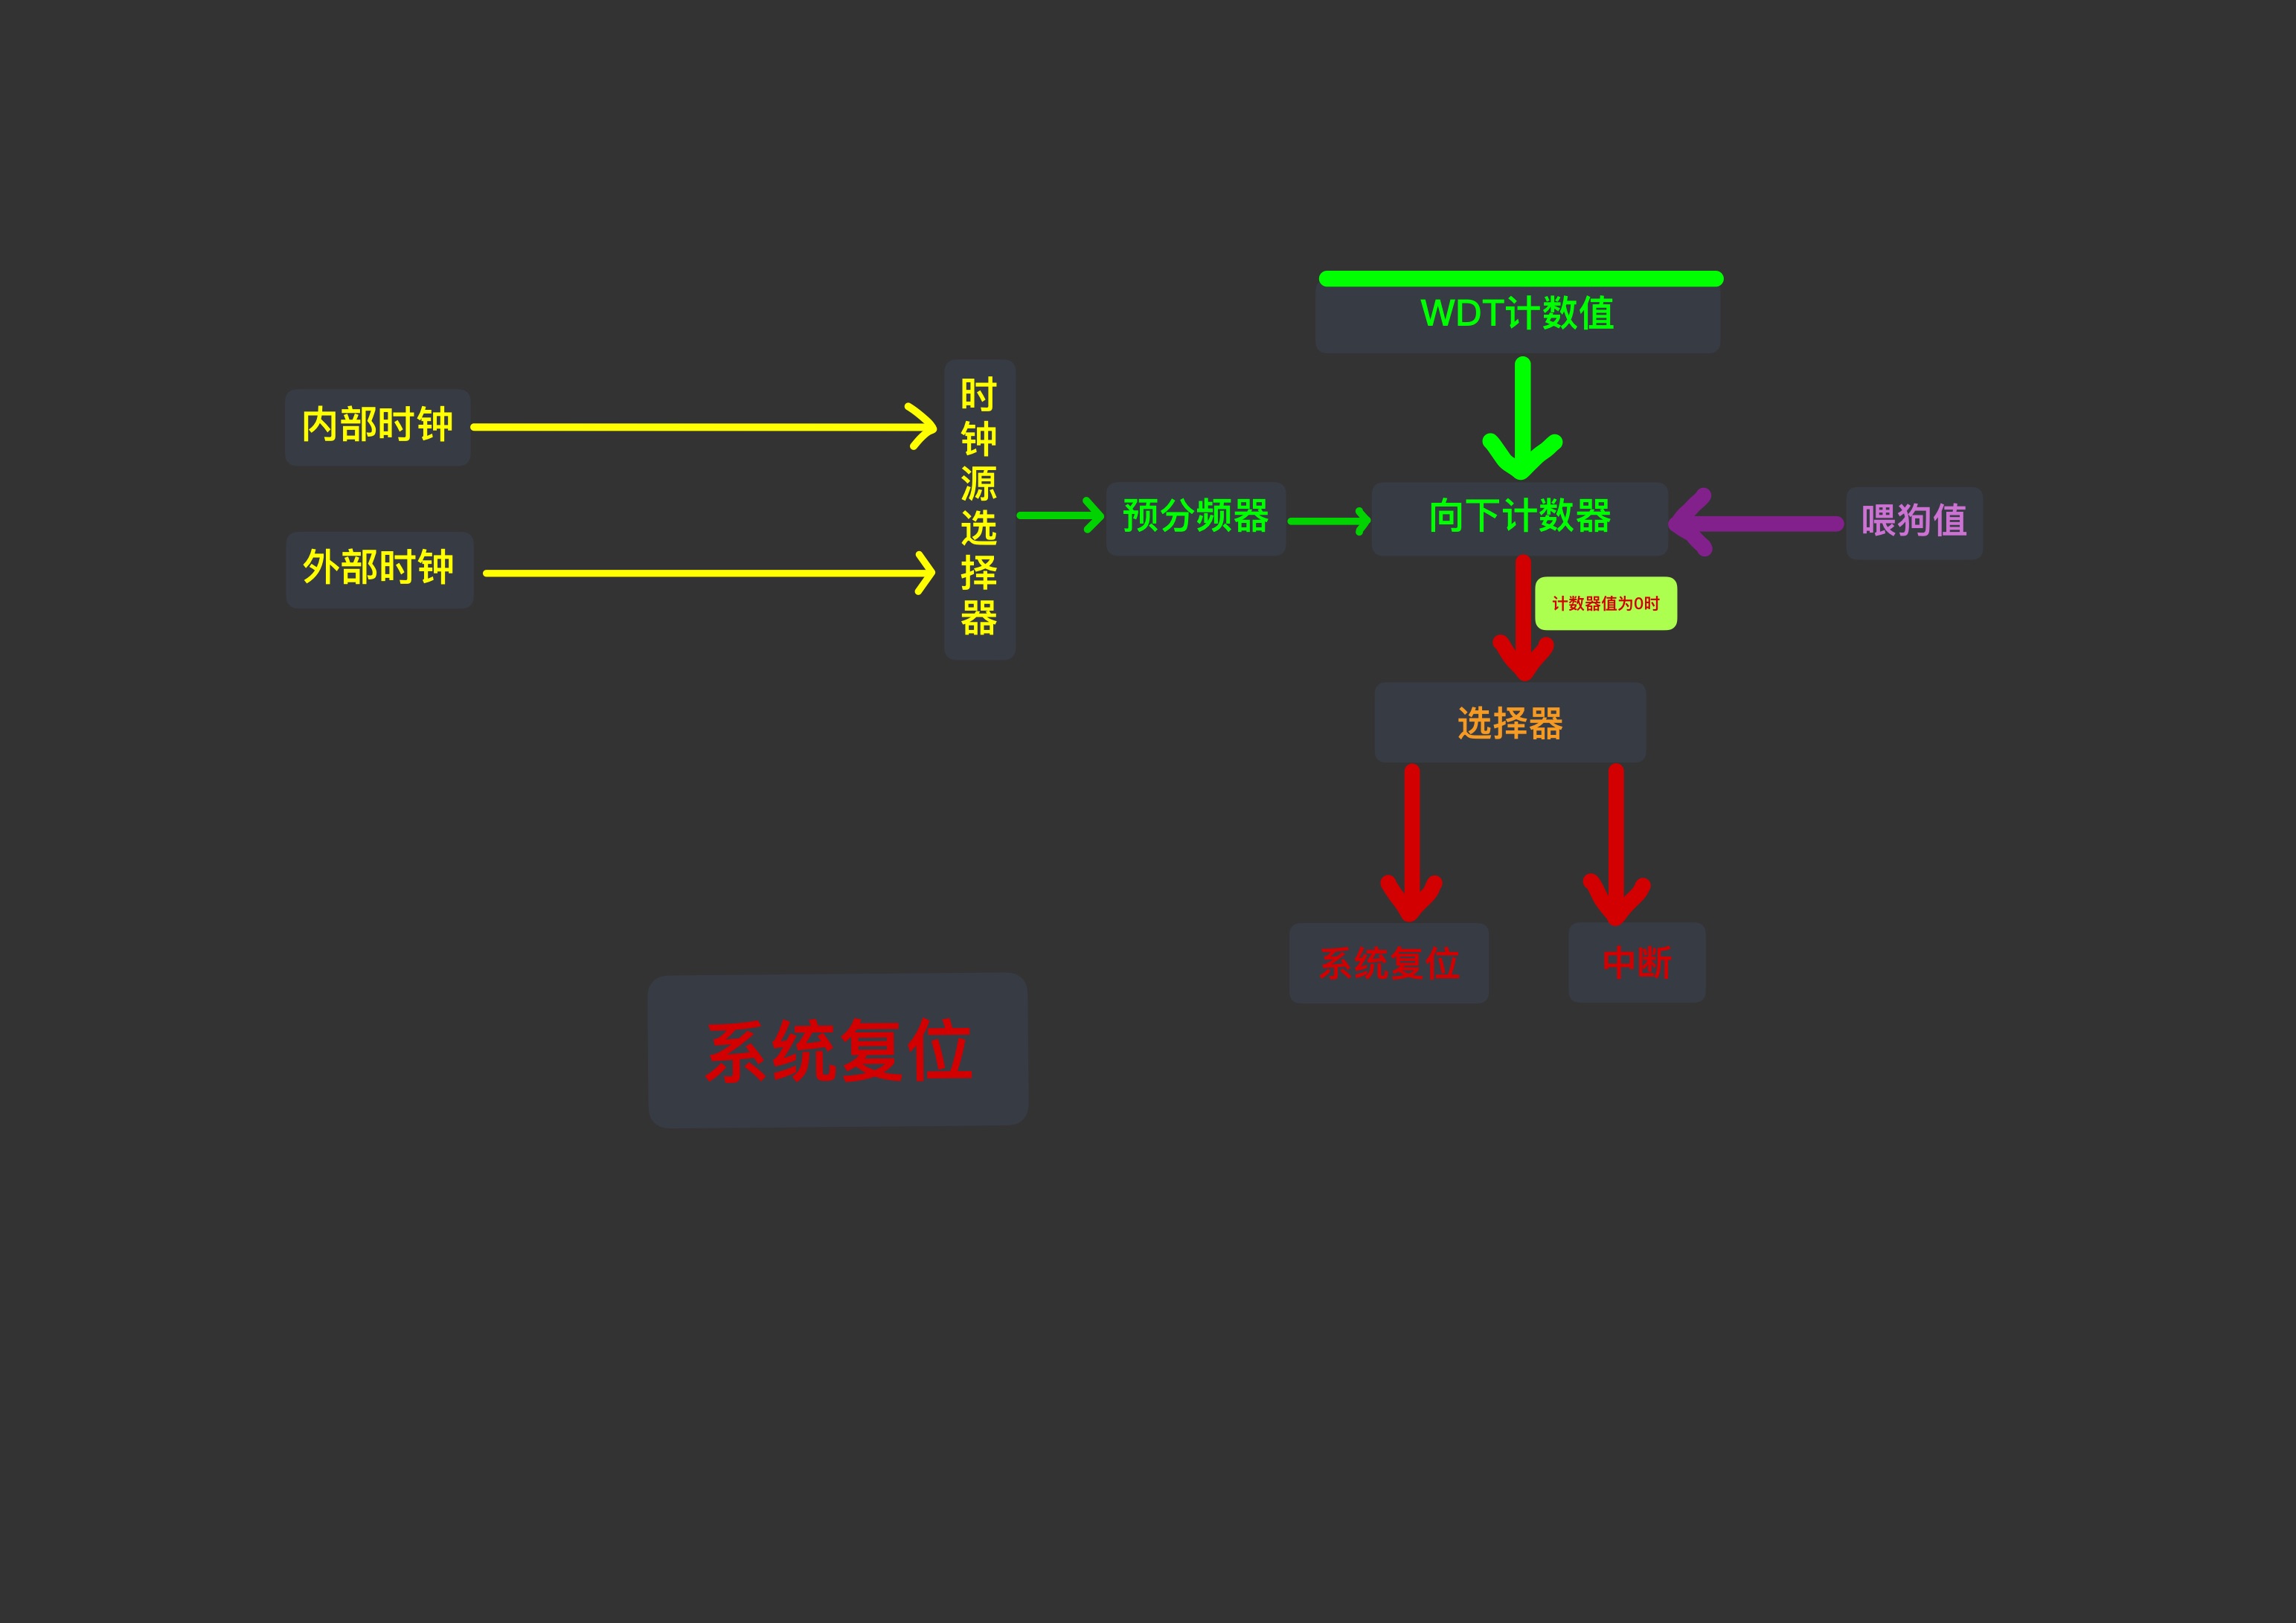 WDT计数值
内部时钟
时钟源选择器
预分频器
向下计数器
喂狗值
外部时钟
计数器值为0时
选择器
系统复位
中断
系统复位